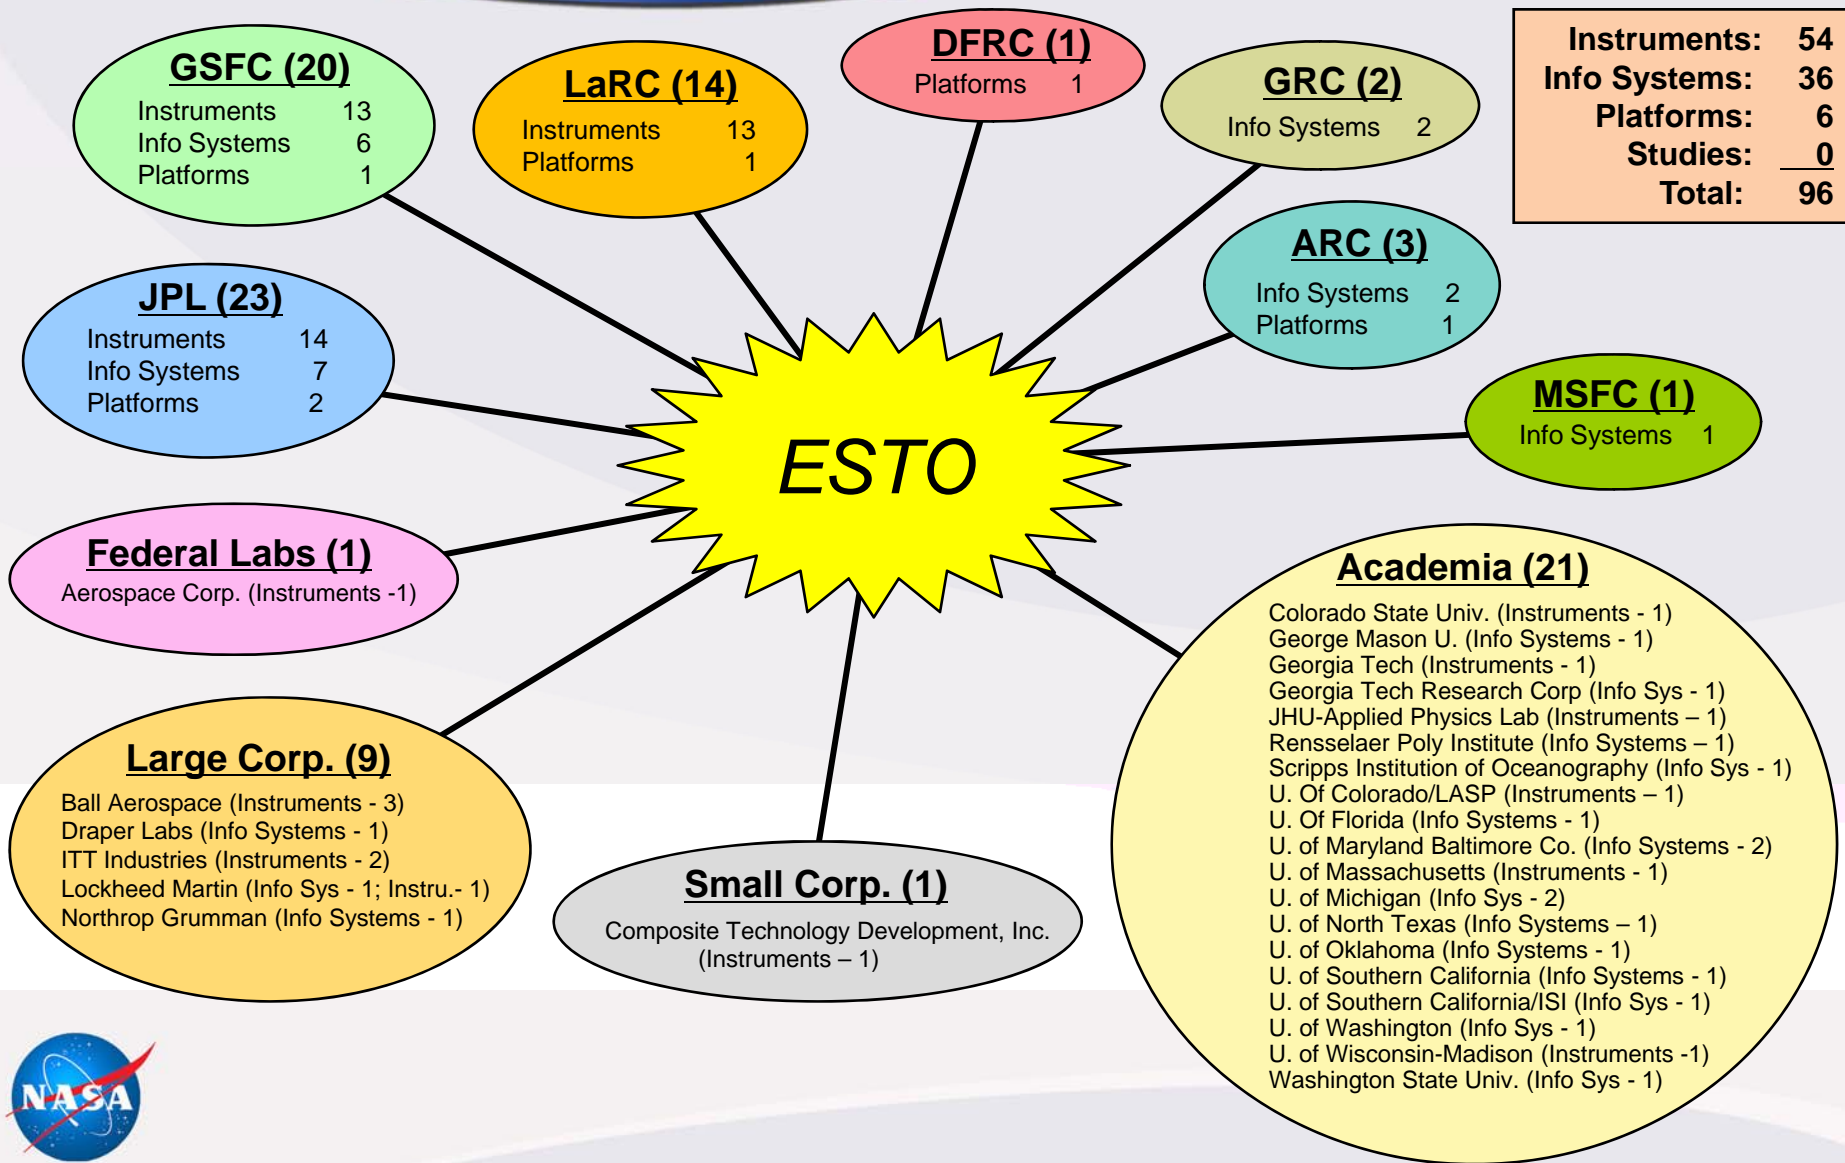 GSFC (20)
Instruments 13
Info Systems 6
Platforms 1
LaRC (14)
Instruments 13
Platforms 1
DFRC (1)
Platforms 1
GRC (2)
Info Systems 2
Instruments: 54
Info Systems: 36
Platforms: 6
Studies: 0
Total: 96
ARC (3)
Info Systems 2
Platforms 1
JPL (23)
Instruments 14
Info Systems 7
Platforms 2
ESTO
MSFC (1)
Info Systems 1
Federal Labs (1)
Aerospace Corp. (Instruments -1)
Academia (21)
Colorado State Univ. (Instruments - 1)
George Mason U. (Info Systems - 1)
Georgia Tech (Instruments - 1)
Georgia Tech Research Corp (Info Sys - 1)
JHU-Applied Physics Lab (Instruments – 1)
Rensselaer Poly Institute (Info Systems – 1)
Scripps Institution of Oceanography (Info Sys - 1)
U. Of Colorado/LASP (Instruments – 1)
U. Of Florida (Info Systems - 1)
U. of Maryland Baltimore Co. (Info Systems - 2)
U. of Massachusetts (Instruments - 1)
U. of Michigan (Info Sys - 2)
U. of North Texas (Info Systems – 1)
U. of Oklahoma (Info Systems - 1)
U. of Southern California (Info Systems - 1)
U. of Southern California/ISI (Info Sys - 1)
U. of Washington (Info Sys - 1)
U. of Wisconsin-Madison (Instruments -1)
Washington State Univ. (Info Sys - 1)
Large Corp. (9)
Ball Aerospace (Instruments - 3)
Draper Labs (Info Systems - 1)
ITT Industries (Instruments - 2)
Lockheed Martin (Info Sys - 1; Instru.- 1)
Northrop Grumman (Info Systems - 1)
Small Corp. (1)
Composite Technology Development, Inc.
(Instruments – 1)
NASA